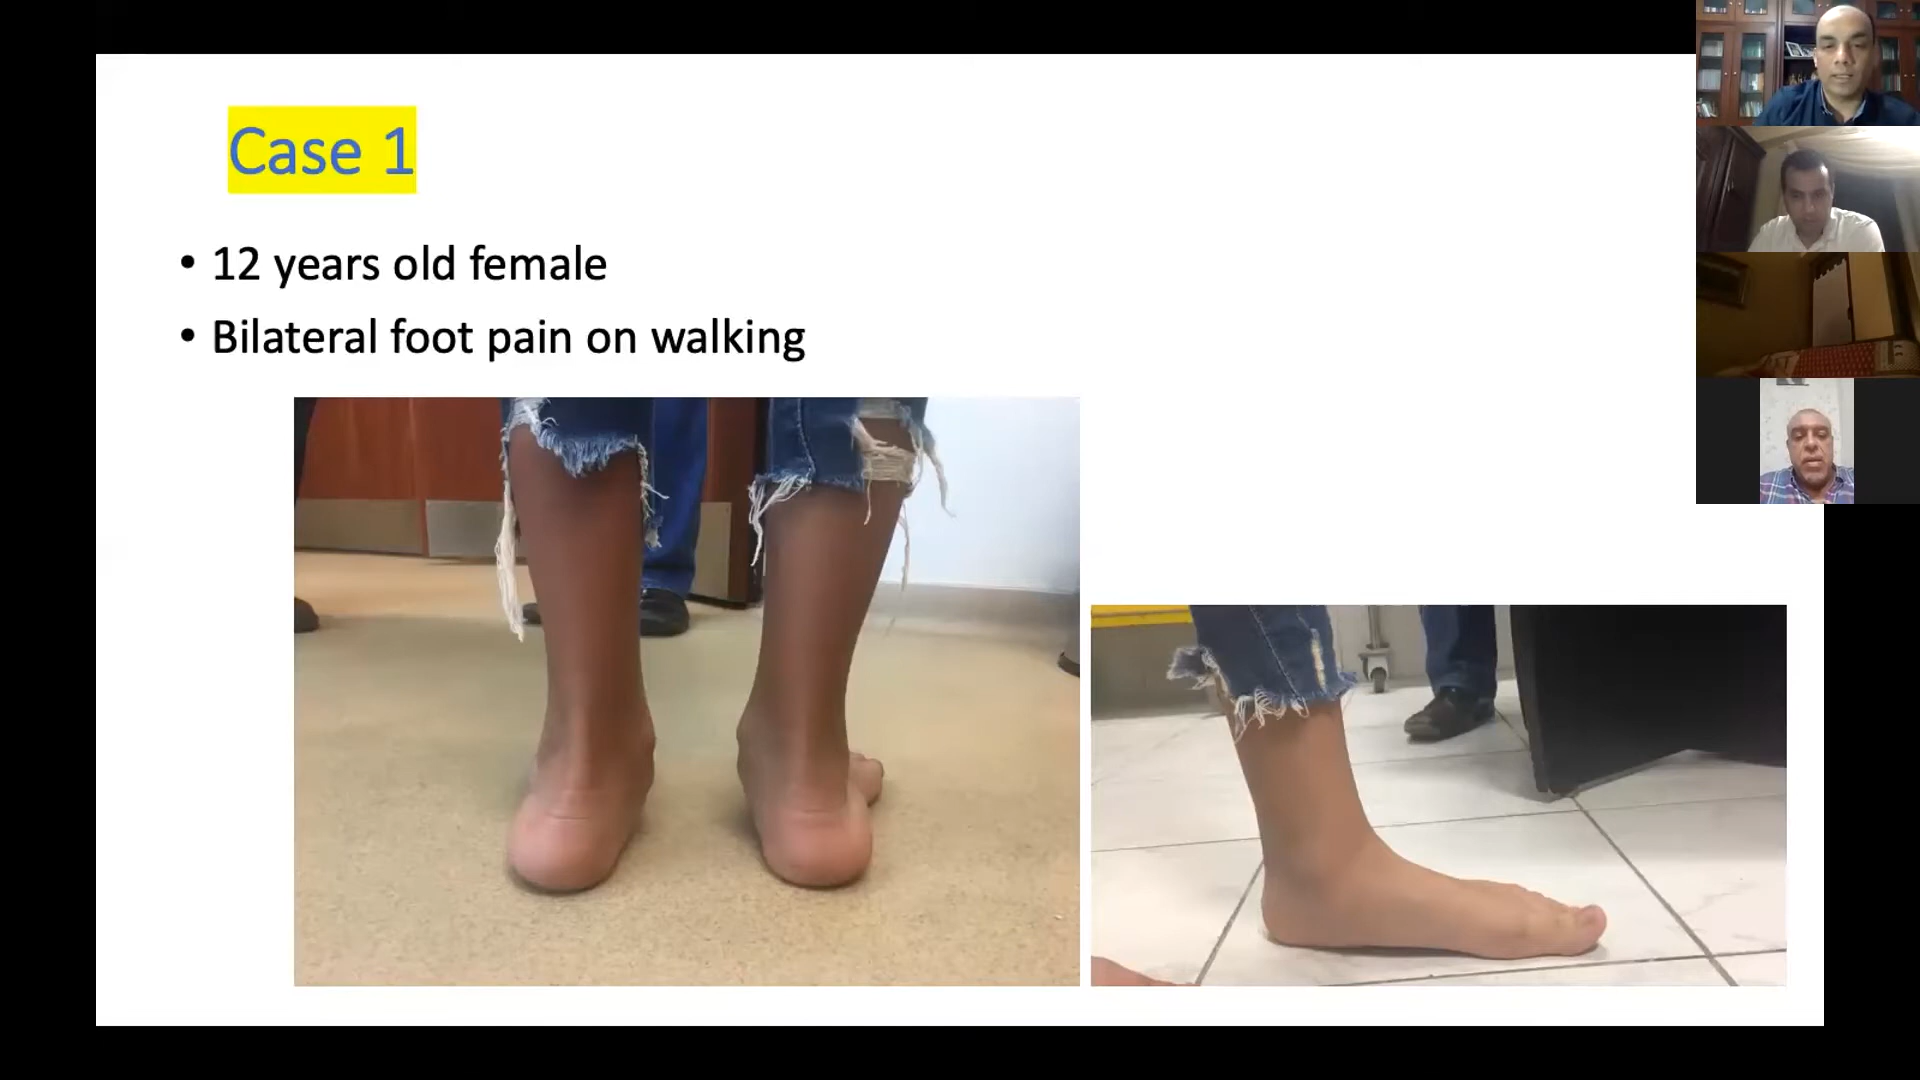 Case 1
• 12 years old female
• Bilateral foot pain on walking